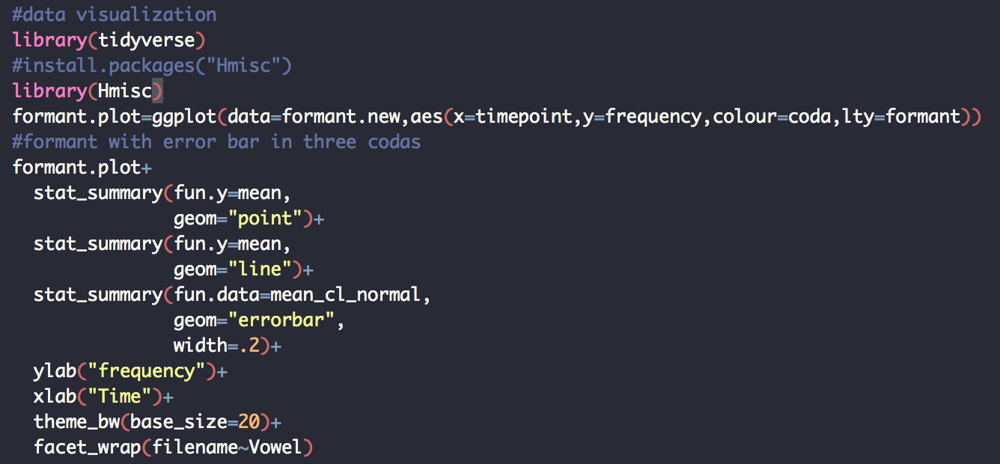 #data visualization
library(tidyverse)
#install.packages("Hmisc")
library(Hmisc)
formant.plot=ggplot(data=formant.new,aes(x=timepoint,y=frequency,colour=coda,lty=formant))
#formant with error bar in three codas
formant.plot+
  stat_summary(fun.y=mean,
               geom="point")+
  stat_summary(fun.y=mean,
               geom="line")+
  stat_summary(fun.data=mean_cl_normal,
               geom="errorbar",
               width=.2)+
  ylab("frequency")+
  xlab("Time")+
  theme_bw(base_size=20)+
  facet_wrap(filename~Vowel)